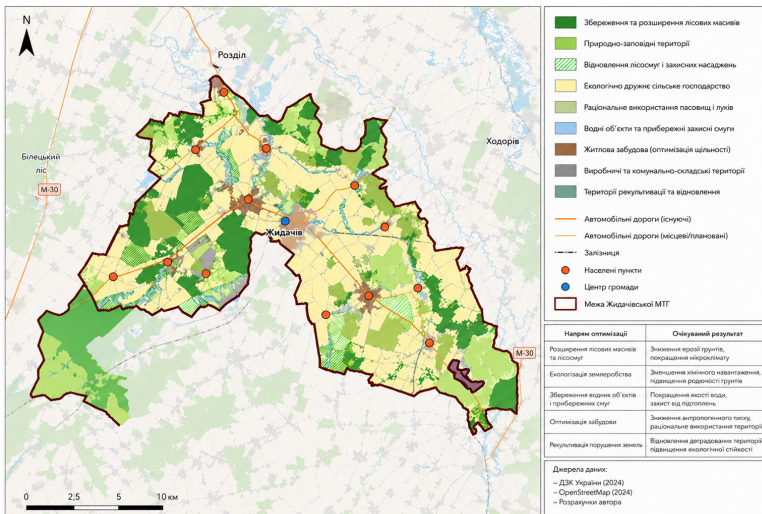 N
Розділ
Ходорів
Білецький
ліс
М-30
Жидачів
М-30
0 2,5 5 10 км
Збереження та розширення лісових масивів
Природно-заповідні території
Відновлення лісосмуг і захисних насаджень
Екологічно дружнє сільське господарство
Раціональне використання пасовищ і луків
Водні об'єкти та прибережні захисні смуги
Житлова забудова (оптимізація щільності)
Виробничі та комунально-складські території
Території рекультивації та відновлення
Автомобільні дороги (існуючі)
Автомобільні дороги (місцеві/плановані)
Залізниця
Населені пункти
Центр громади
Межа Жидачівської МТГ
Напрям оптимізації Очікуваний результат
Розширення лісових масивів Зниження ерозії ґрунтів,
та лісосмуг покращення мікроклімату
Екологізація землеробства Зменшення хімічного навантаження,
підвищення родючості ґрунтів
Збереження водних об'єктів Покращення якості води,
і прибережних смуг захист від підтоплень
Оптимізація забудови Зниження антропогенного тиску,
раціональне використання територій
Рекультивація порушених земель Відновлення деградованих територій
підвищення екологічної стійкості
Джерела даних:
– ДЗК України (2024)
– OpenStreetMap (2024)
– Розрахунки автора